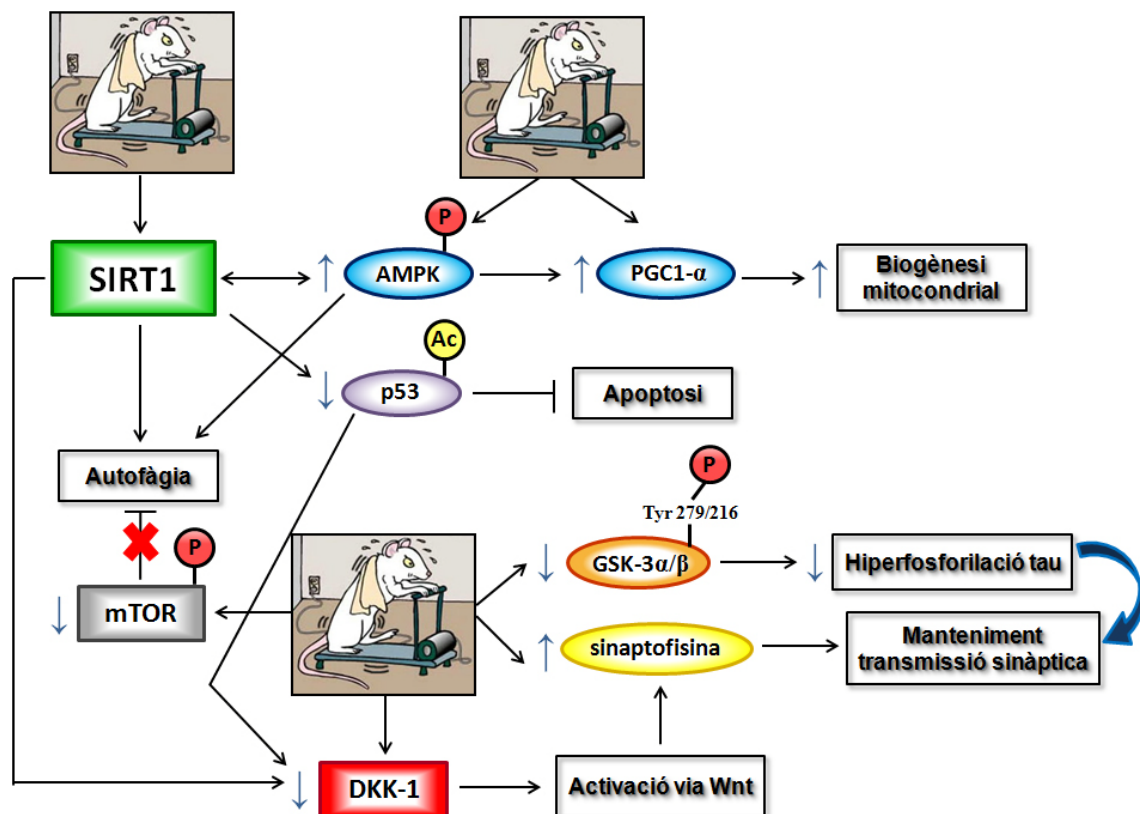 P
SIRT1
AMPK
PGC1-α
Biogènesi
mitocondrial
Ac
p53
Apoptosi
Autofàgia
P
Tyr 279/216
GSK-3α/β
Hiperfosforilació tau
P
mTOR
sinaptofisina
Manteniment
transmissió sinàptica
DKK-1
Activació via Wnt